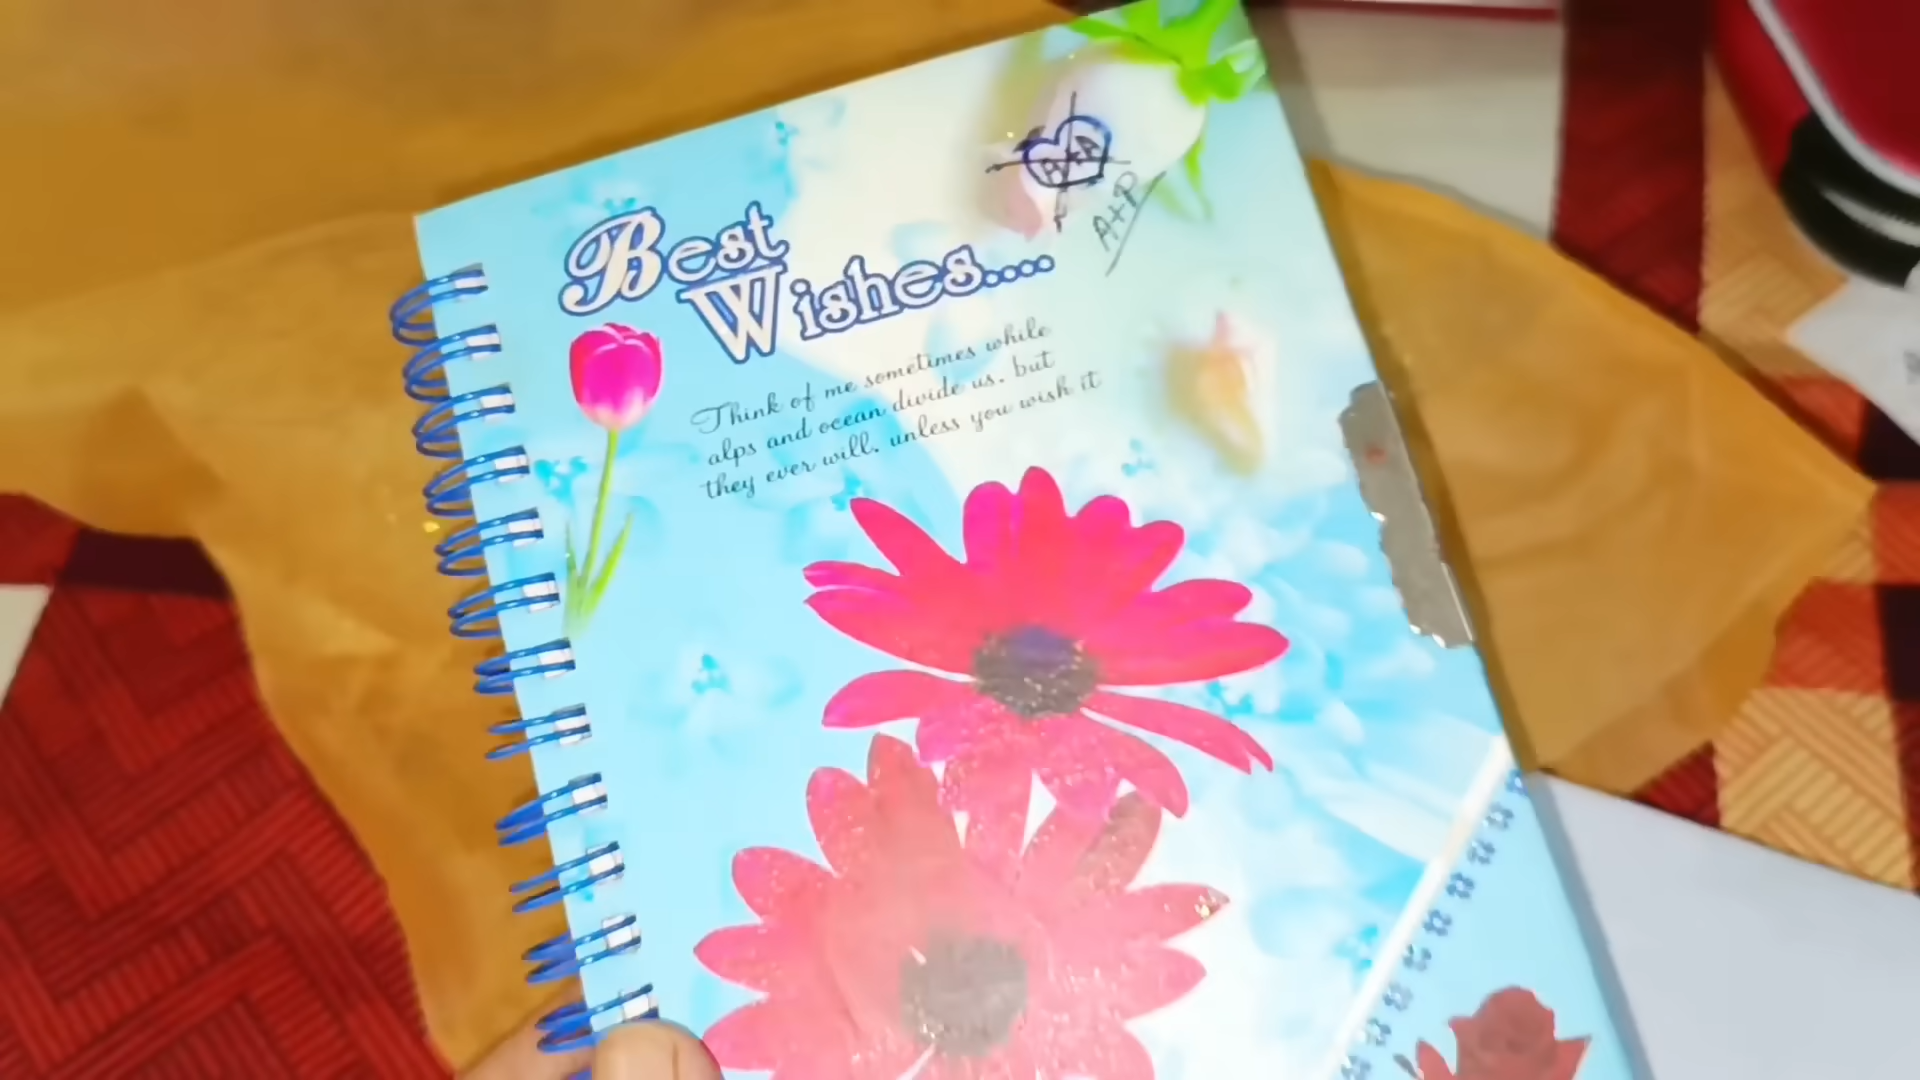 A+A
A+P
Best
Wishes....
Think of me sometimes while
alps and ocean divide us. but
they ever will. unless you wish it